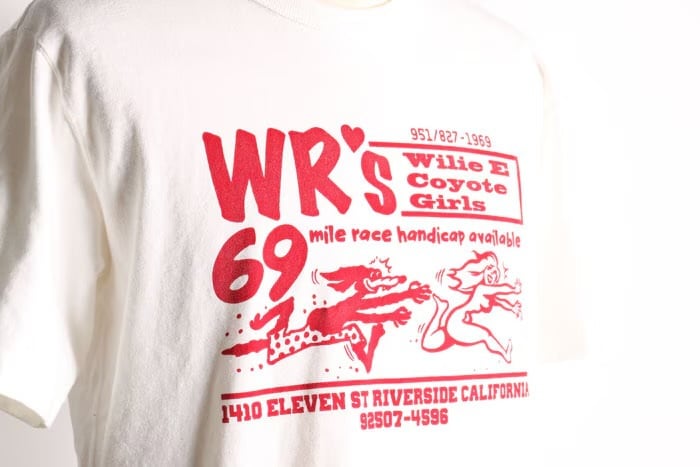 951/827-1969
WR'S
Wilie E
Coyote
Girls
69 mile race handicap available
1410 ELEVEN ST RIVERSIDE CALIFORNIA
92507-4596